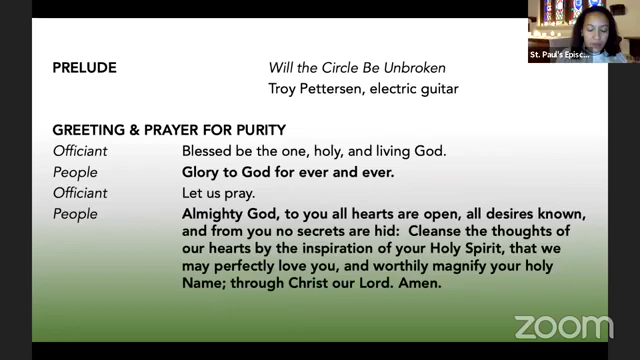 PRELUDE Will the Circle Be Unbroken
Troy Pettersen, electric guitar
GREETING & PRAYER FOR PURITY
Officiant Blessed be the one, holy, and living God.
People Glory to God for ever and ever.
Officiant Let us pray.
People Almighty God, to you all hearts are open, all desires known,
and from you no secrets are hid: Cleanse the thoughts of
our hearts by the inspiration of your Holy Spirit, that we
may perfectly love you, and worthily magnify your holy
Name; through Christ our Lord. Amen.
St. Paul's Episc...
zoom